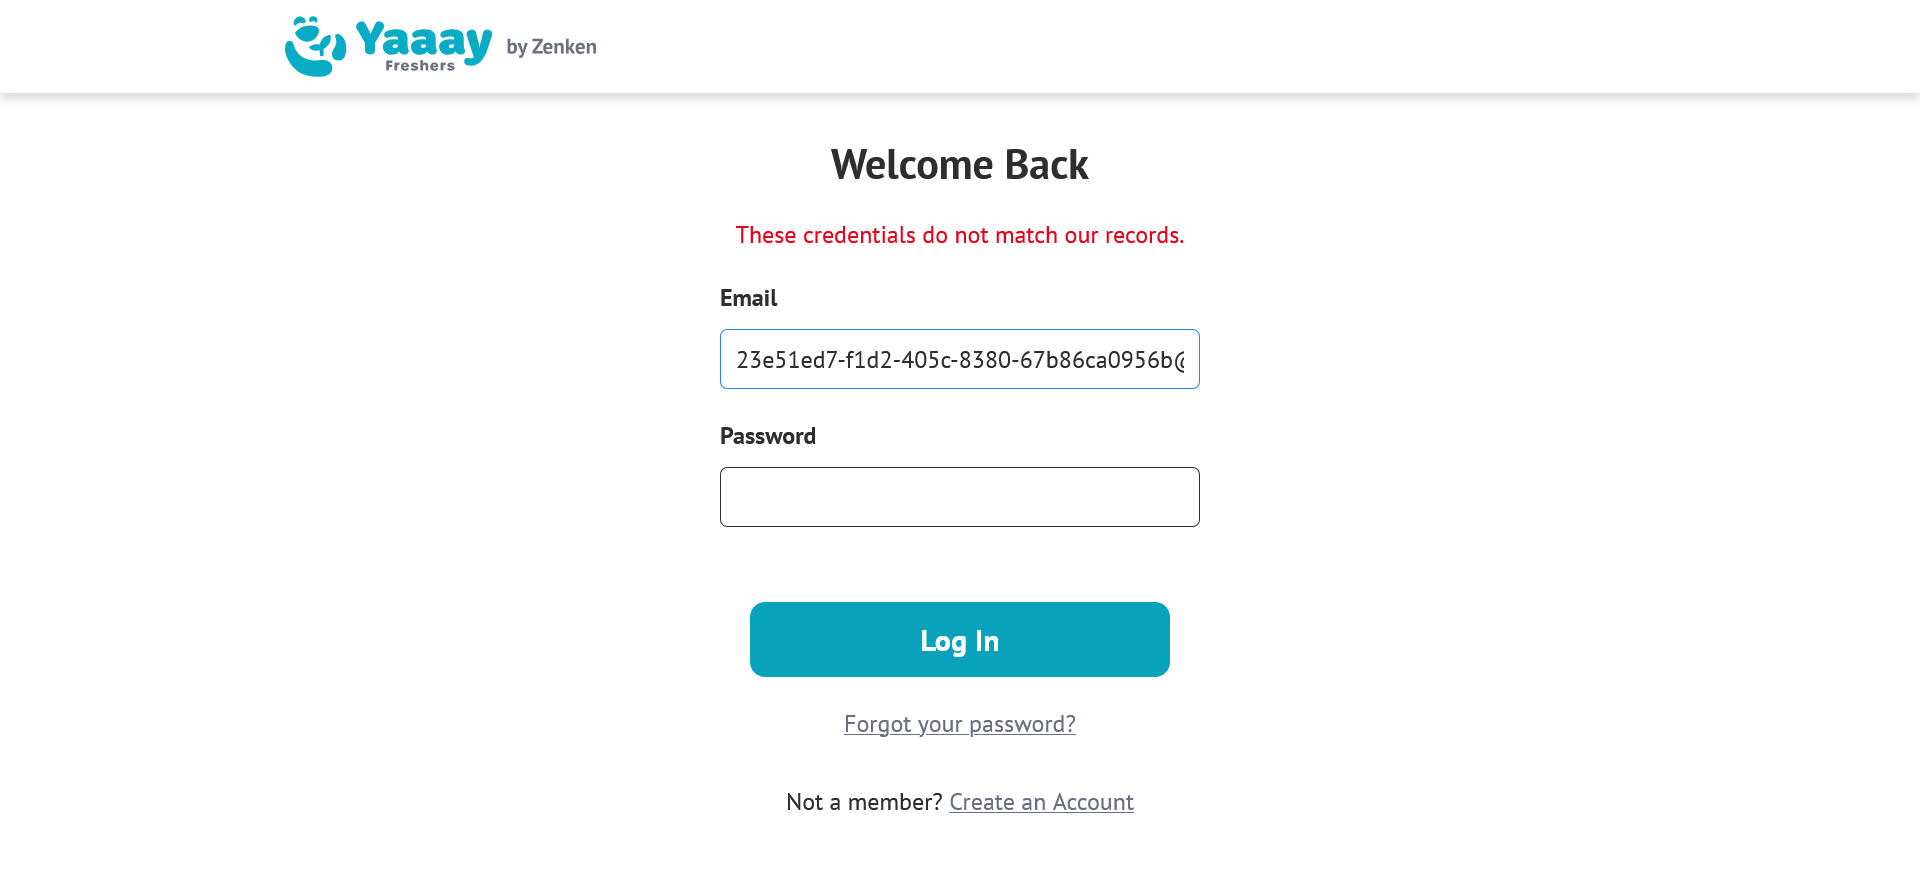 Yaaay
Freshers
by Zenken
Welcome Back
These credentials do not match our records.
Email
23e51ed7-f1d2-405c-8380-67b86ca0956b@
Password
Log In
Forgot your password?
Not a member? Create an Account